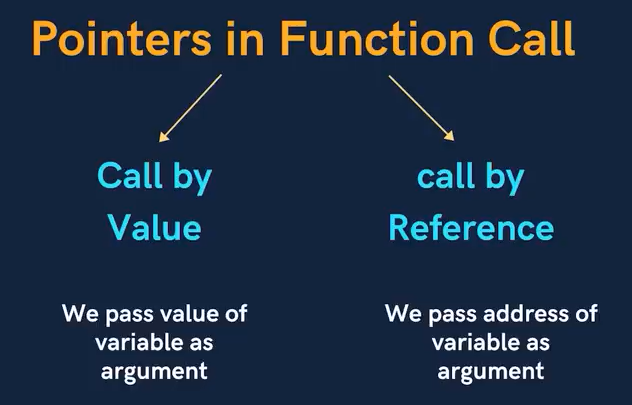 Pointers in Function Call
Call by
Value
call by
Reference
We pass value of
variable as
argument
We pass address of
variable as
argument